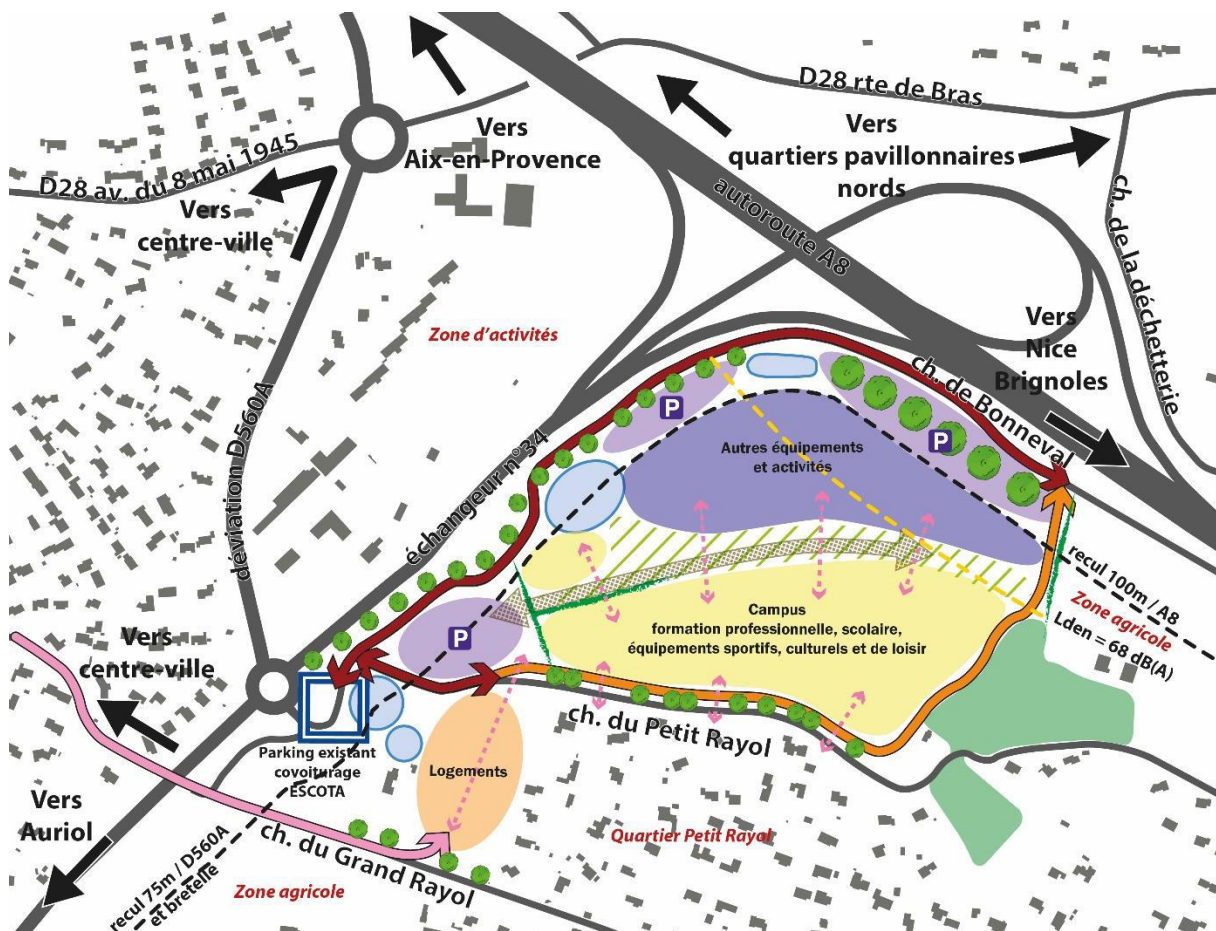 D28 rte de Bras
Vers
Aix-en-Provence
Vers
quartiers pavillonnaires
nords
D28 av. du 8 mai 1945
Vers
centre-ville
autoroute A8
ch. de la déchetterie
Zone d'activités
Vers
Nice
Brignoles
déviation D560A
échangeur n°34
ch. de Bonneval
P
P
Autres équipements
et activités
recul 100m / A8
Zone agricole
Lden = 68 dB(A)
Campus
formation professionnelle, scolaire,
équipements sportifs, culturels et de loisir
P
Vers
centre-ville
ch. du Petit Rayol
Parking existant
covoiturage
ESCOTA
Logements
Vers
Auriol
ch. du Grand Rayol
Quartier Petit Rayol
recul 75m / D560A
et bretelle
Zone agricole